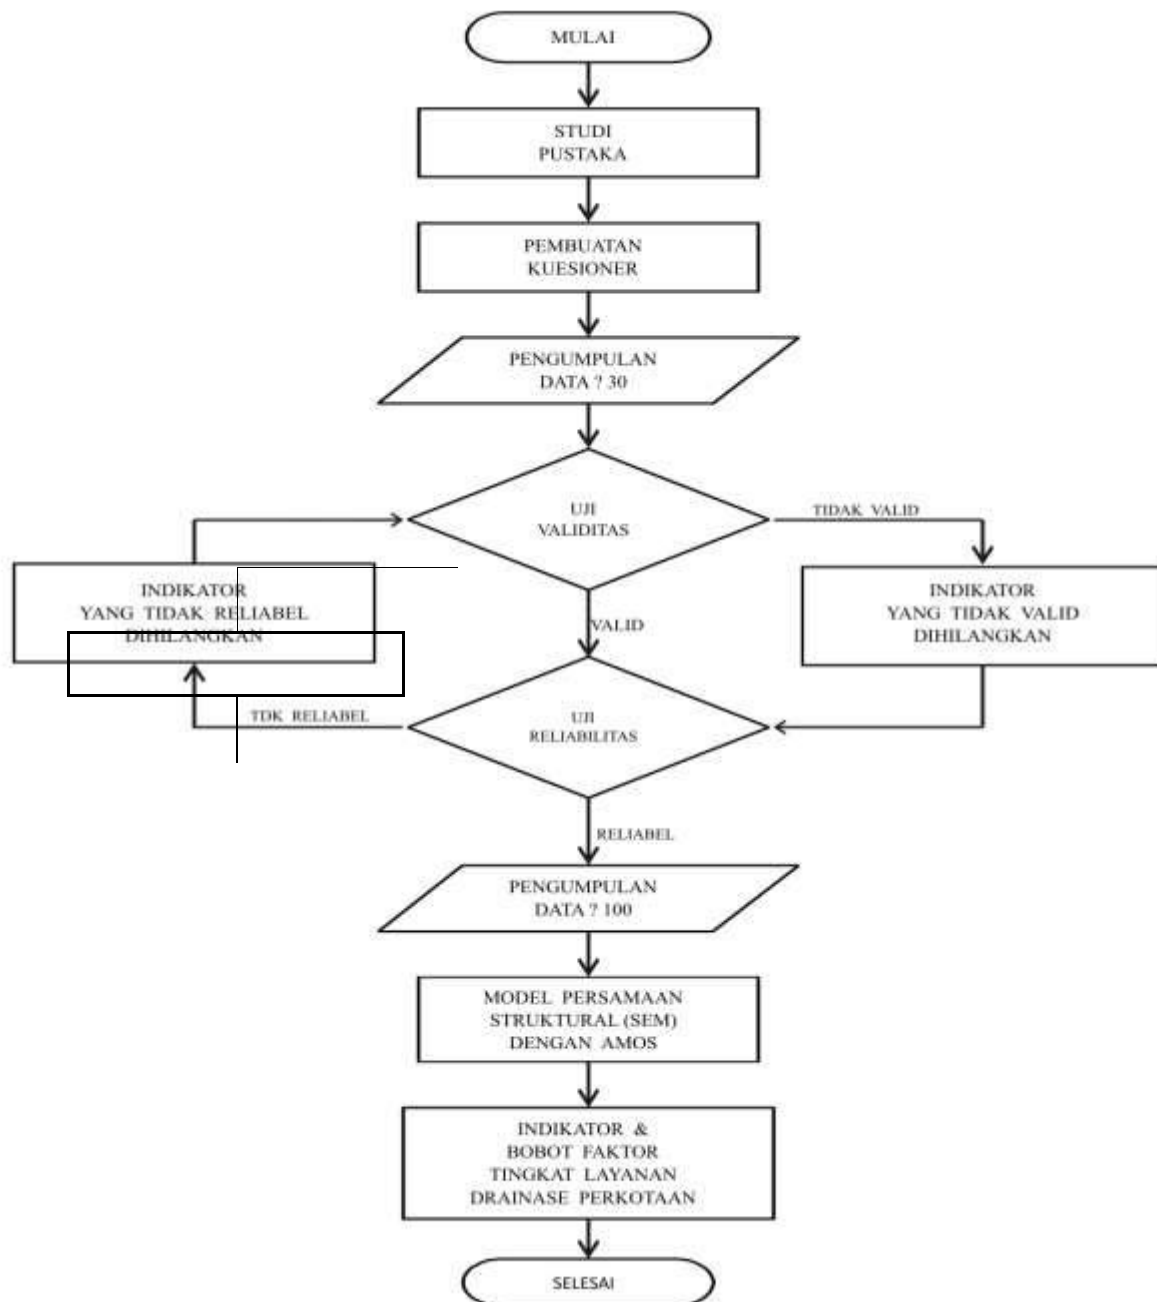 MULAI
STUDI
PUSTAKA
PEMBUATAN
KUESIONER
PENGUMPULAN
DATA ? 30
UJI
VALIDITAS
TIDAK VALID
INDIKATOR
YANG TIDAK RELIABEL
DIHILANGKAN
INDIKATOR
YANG TIDAK VALID
DIHILANGKAN
VALID
TDK RELIABEL
UJI
RELIABILITAS
RELIABEL
PENGUMPULAN
DATA ? 100
MODEL PERSAMAAN
STRUKTURAL (SEM)
DENGAN AMOS
INDIKATOR &
BOBOT FAKTOR
TINGKAT LAYANAN
DRAINASE PERKOTAAN
SELESAI